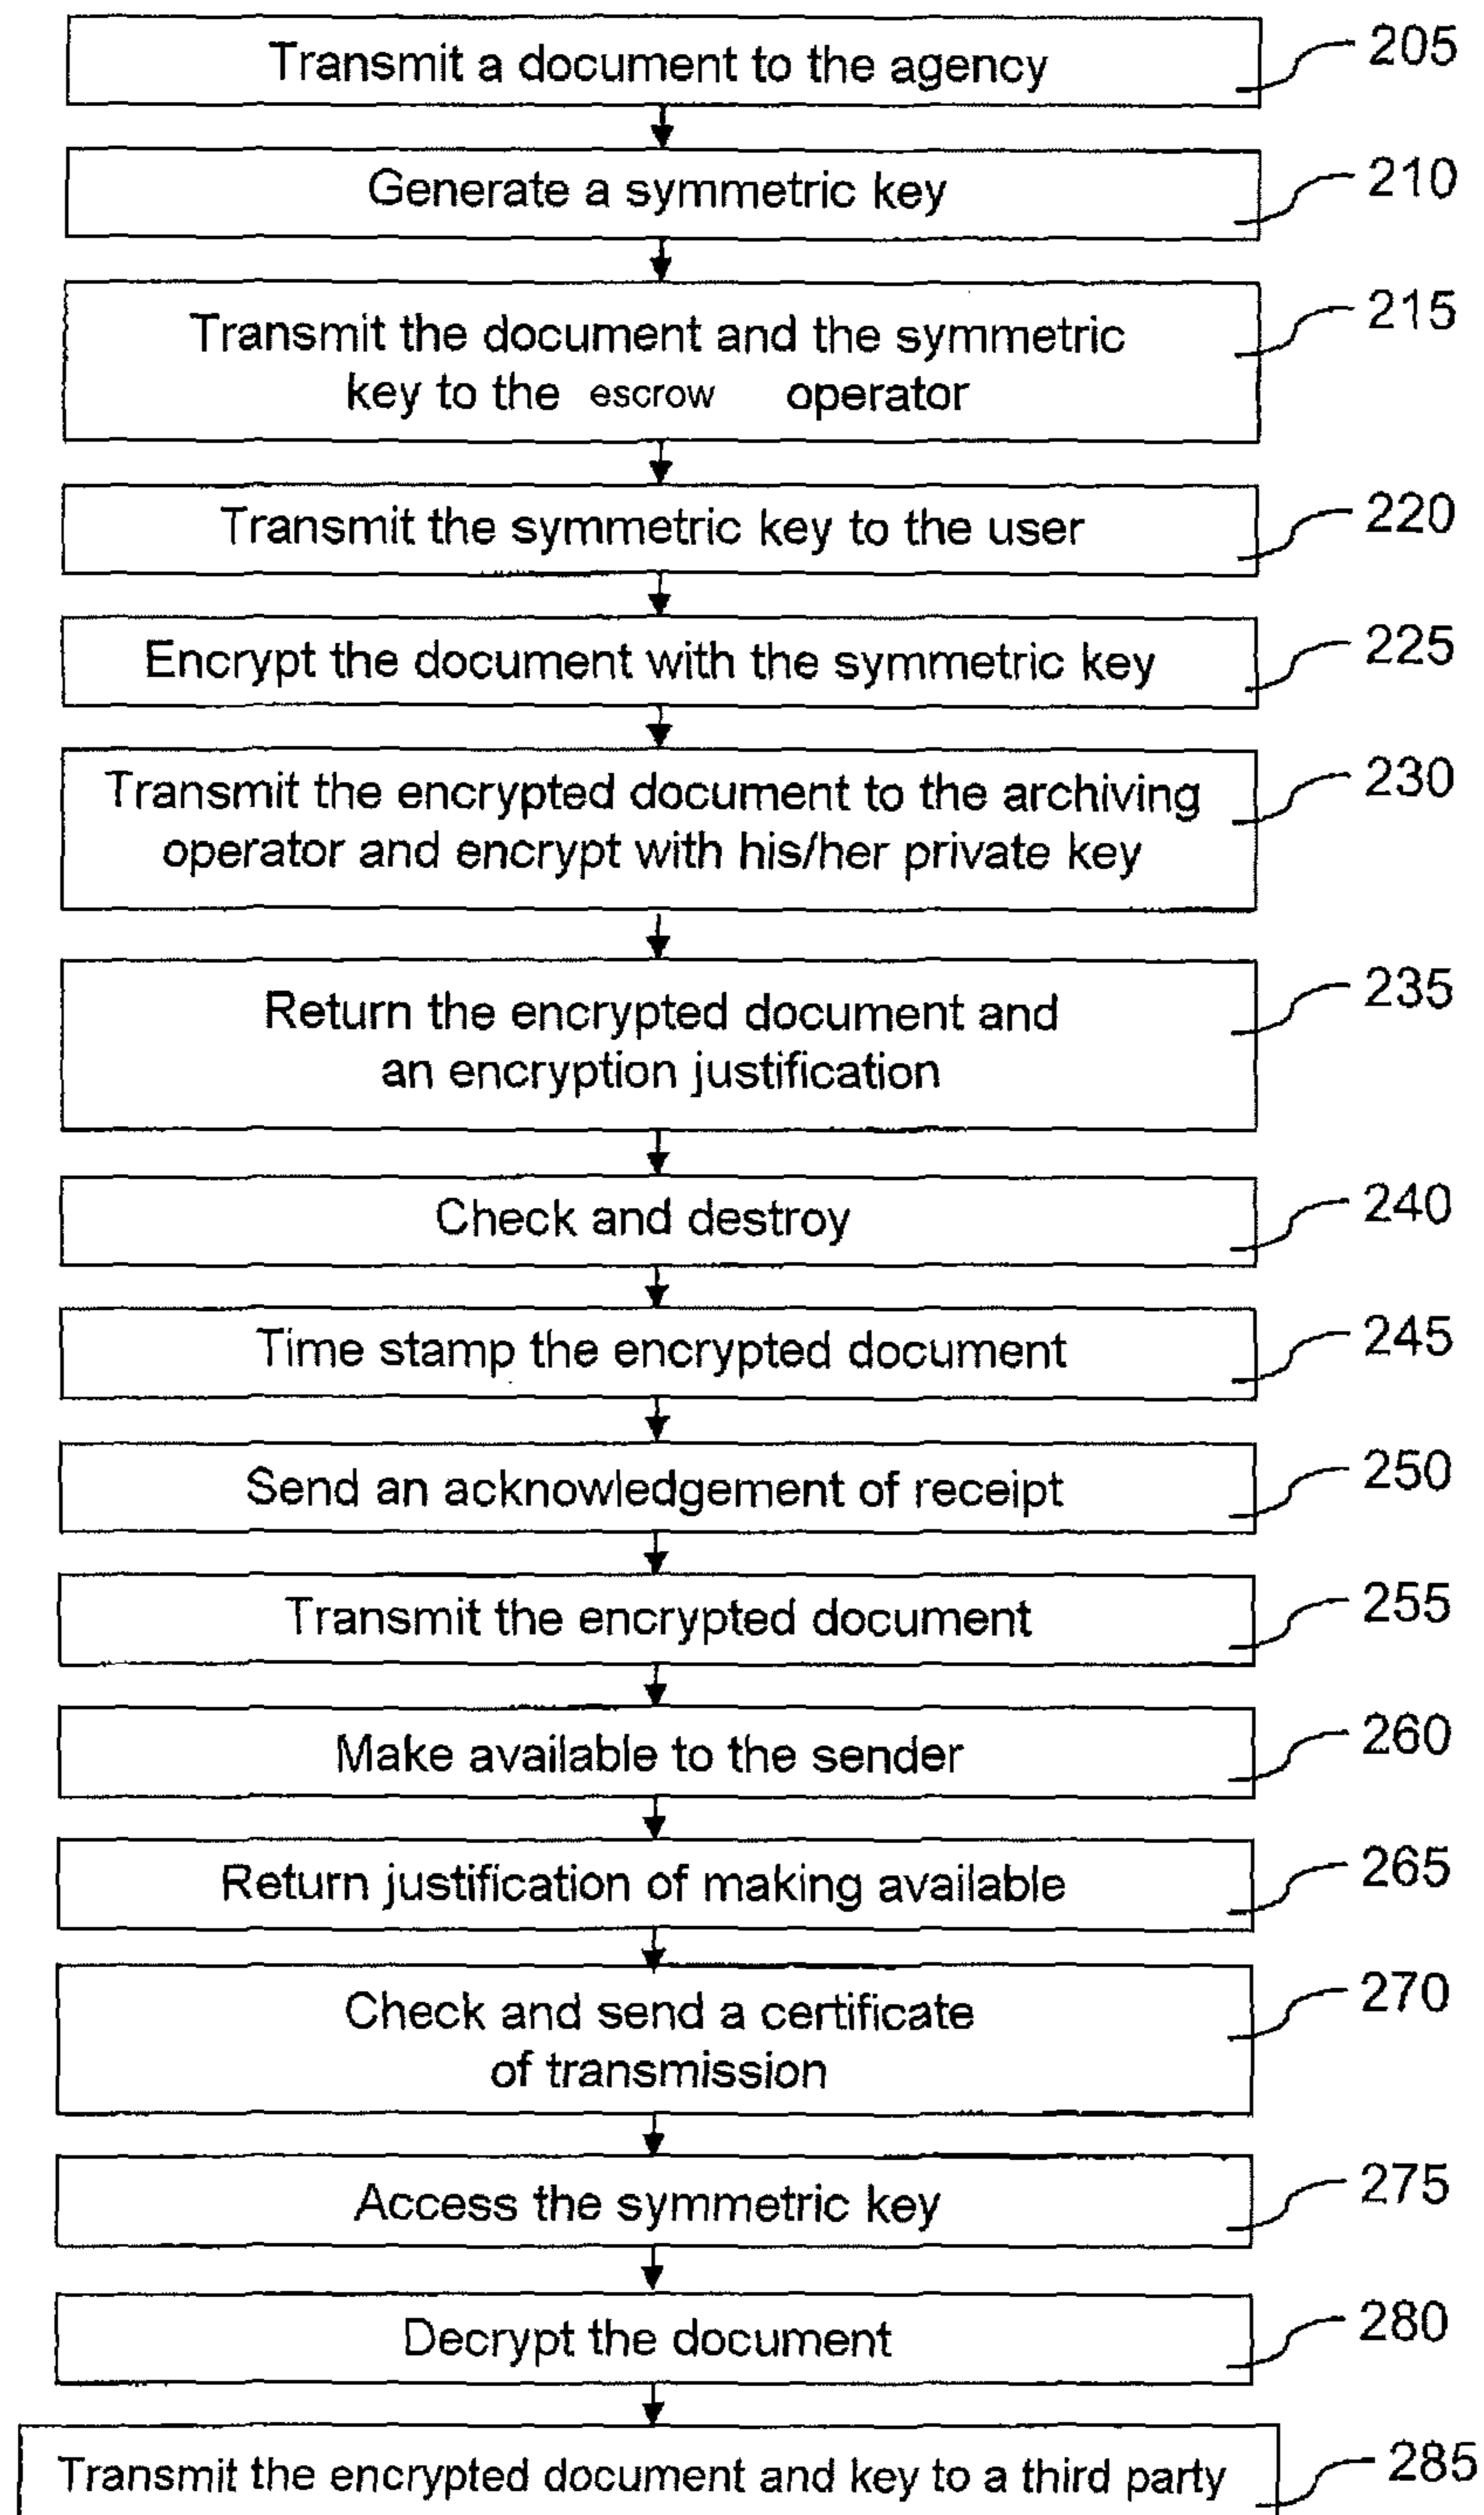 Transmit a document to the agency 205
Generate a symmetric key 210
Transmit the document and the symmetric 215
key to the escrow operator
Transmit the symmetric key to the user 220
Encrypt the document with the symmetric key 225
Transmit the encrypted document to the archiving 230
operator and encrypt with his/her private key
Return the encrypted document and 235
an encryption justification
Check and destroy 240
Time stamp the encrypted document 245
Send an acknowledgement of receipt 250
Transmit the encrypted document 255
Make available to the sender 260
Return justification of making available 265
Check and send a certificate 270
of transmission
Access the symmetric key 275
Decrypt the document 280
Transmit the encrypted document and key to a third party 285